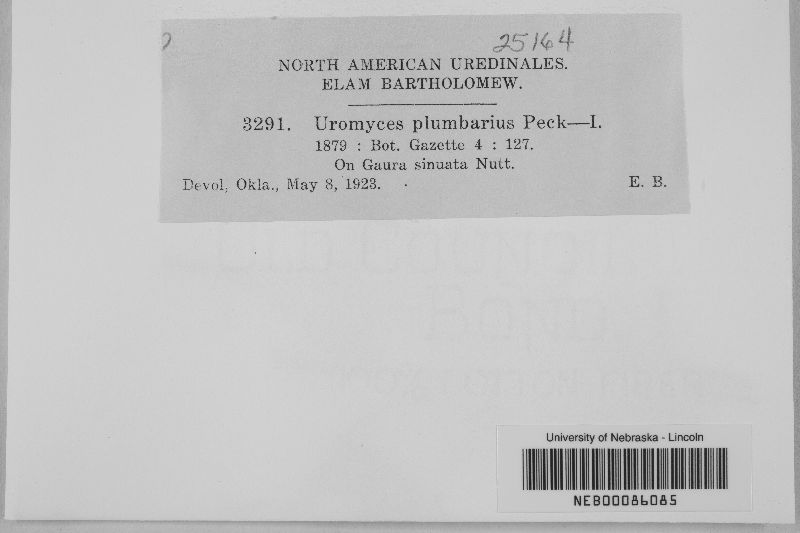 25164
NORTH AMERICAN UREDINALES.
ELAM BARTHOLOMEW.
3291. Uromyces plumbarius Peck—I.
1879 : Bot. Gazette 4 : 127.
On Gaura sinuata Nutt.
Devol, Okla., May 8, 1923. E. B.
University of Nebraska - Lincoln
NEB00086085